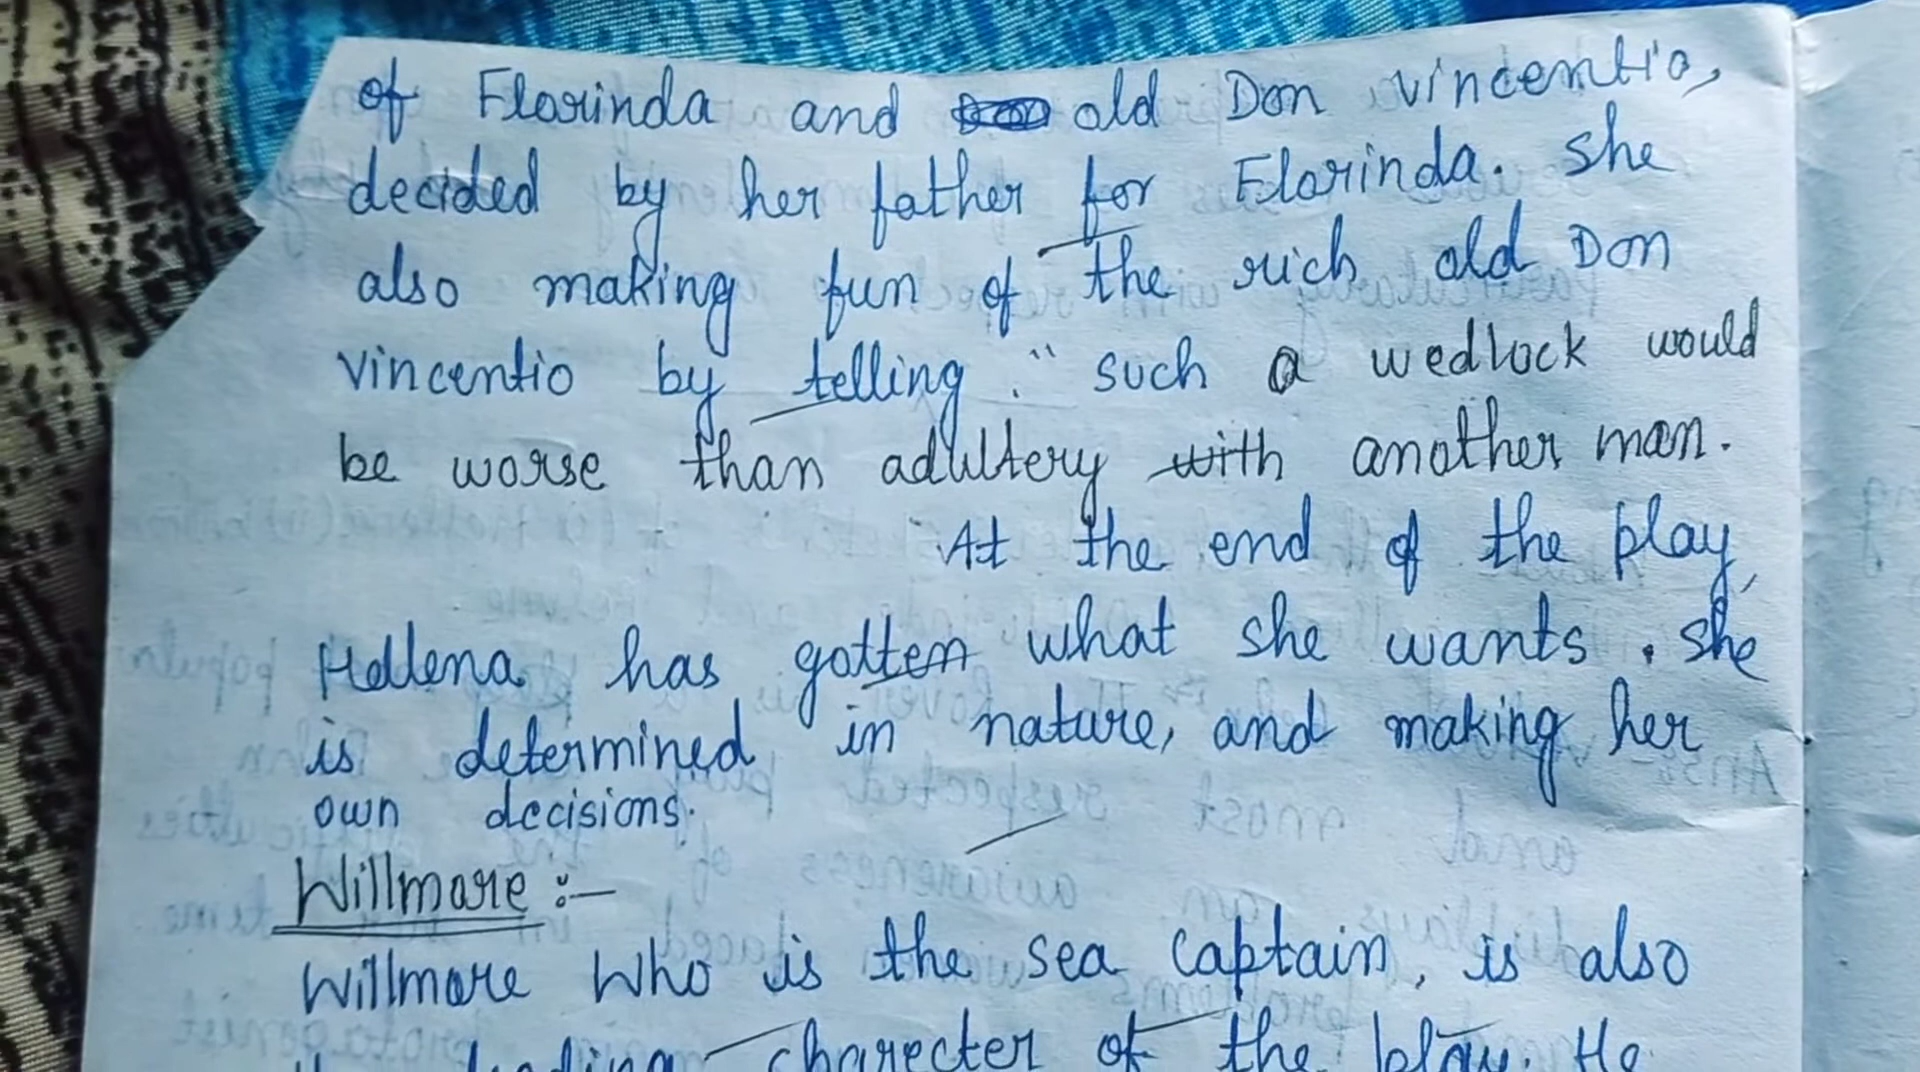 of Florinda and old Don Vincentio,
decided by her father for Florinda. She
also making fun of the rich old Don
Vincentio by telling : " such a wedlock would
be worse than adultery with another man.
At the end of the play,
Hellena has gotten what she wants. She
is determined in nature, and making her
own decisions.
Willmore :-
Willmore Who is the sea captain, is also
charecter of the play. He